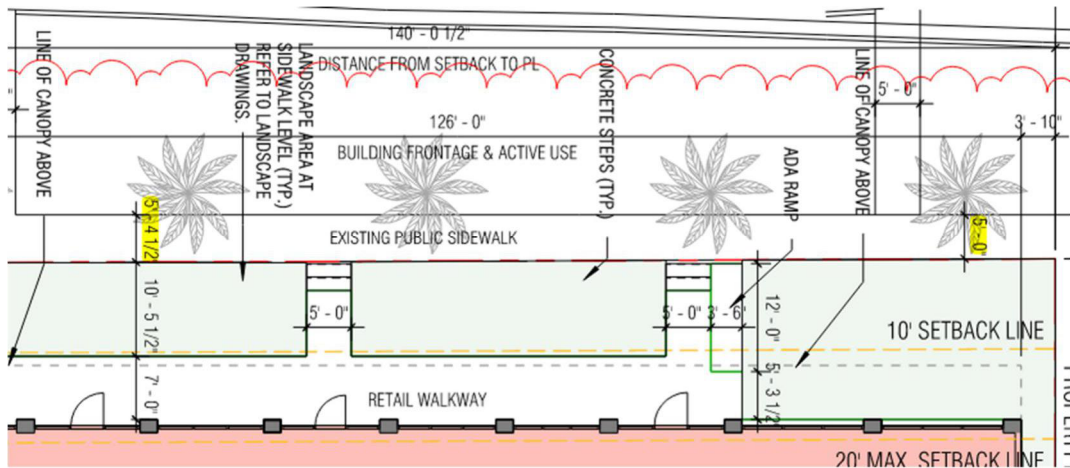 140' - 0 1/2"
DISTANCE FROM SETBACK TO PL
LINE OF CANOPY ABOVE
LANDSCAPE AREA AT
SIDEWALK LEVEL (TYP.)
REFER TO LANDSCAPE
DRAWINGS.
CONCRETE STEPS (TYP.)
LINE OF CANOPY ABOVE
5' - 0"
126' - 0"
3' - 10"
BUILDING FRONTAGE & ACTIVE USE
ADA RAMP
5' - 4 1/2"
EXISTING PUBLIC SIDEWALK
5' - 0"
10' - 5 1/2"
5' - 0"
5' - 0"
3' - 6"
12' - 0"
10' SETBACK LINE
7' - 0"
RETAIL WALKWAY
5' - 3 1/2"
20' MAX. SETBACK LINE